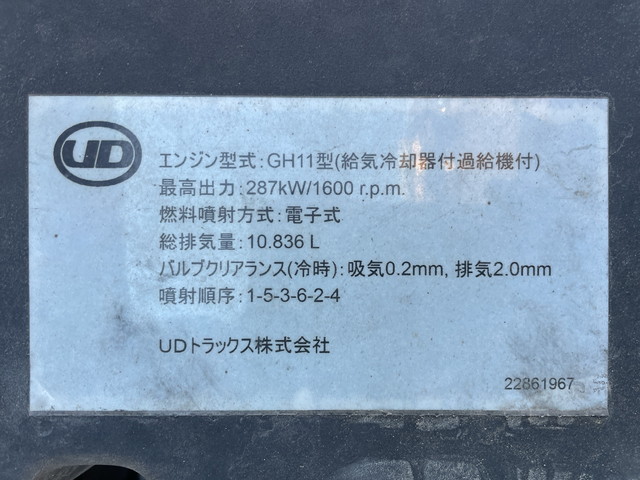 UD
エンジン型式:GH11型(給気冷却器付過給機付)
最高出力:287kW/1600 r.p.m.
燃料噴射方式:電子式
総排気量:10.836 L
バルブクリアランス(冷時):吸気0.2mm, 排気2.0mm
噴射順序:1-5-3-6-2-4
UDトラックス株式会社
22861967